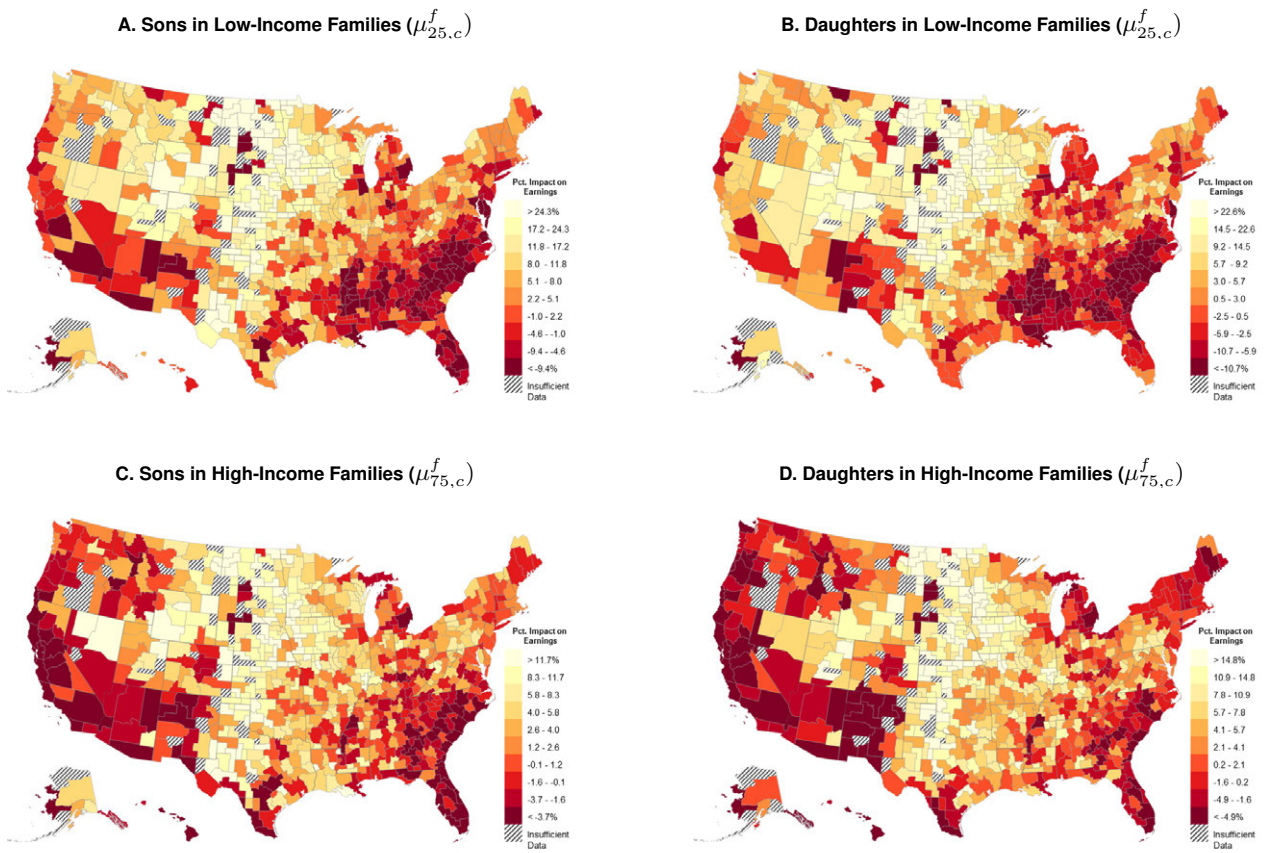 A. Sons in Low-Income Families (μ^f_{25,c})
B. Daughters in Low-Income Families (μ^f_{25,c})
Pct. Impact on
Earnings
> 24.3%
17.2 - 24.3
11.8 - 17.2
8.0 - 11.8
5.1 - 8.0
2.2 - 5.1
-1.0 - 2.2
-4.6 - -1.0
-9.4 - -4.6
< -9.4%
Insufficient
Data
Pct. Impact on
Earnings
> 22.6%
14.5 - 22.6
9.2 - 14.5
5.7 - 9.2
3.0 - 5.7
0.5 - 3.0
-2.5 - 0.5
-5.9 - -2.5
-10.7 - -5.9
< -10.7%
Insufficient
Data
C. Sons in High-Income Families (μ^f_{75,c})
D. Daughters in High-Income Families (μ^f_{75,c})
Pct. Impact on
Earnings
> 11.7%
8.3 - 11.7
5.8 - 8.3
4.0 - 5.8
2.6 - 4.0
1.2 - 2.6
-0.1 - 1.2
-1.6 - -0.1
-3.7 - -1.6
< -3.7%
Insufficient
Data
Pct. Impact on
Earnings
> 14.8%
10.9 - 14.8
7.8 - 10.9
5.7 - 7.8
4.1 - 5.7
2.1 - 4.1
0.2 - 2.1
-1.6 - 0.2
-4.9 - -1.6
< -4.9%
Insufficient
Data